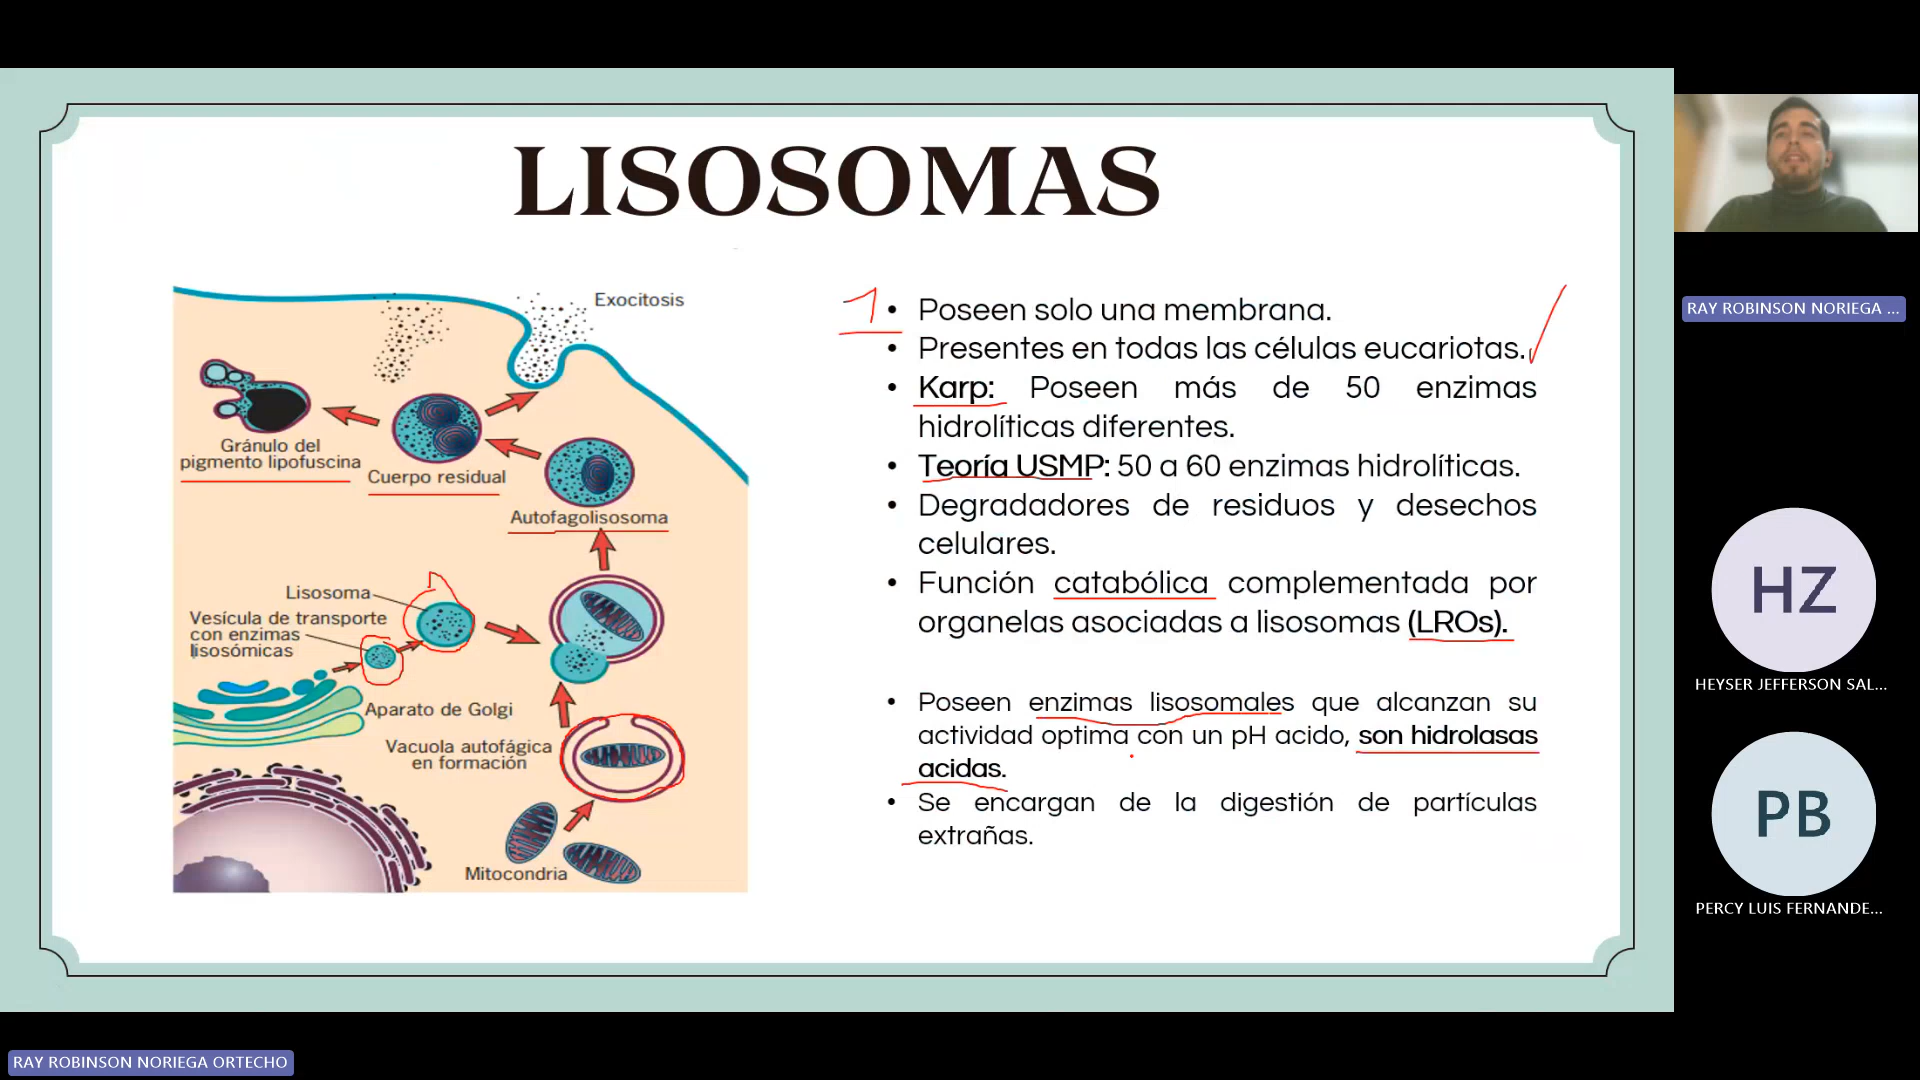 LISOSOMAS
Exocitosis
Gránulo del
pigmento lipofuscina
Cuerpo residual
Autofagolisosoma
Lisosoma
Vesícula de transporte
con enzimas
lisosómicas
Aparato de Golgi
Vacuola autofágica
en formación
Mitocondria
1
• Poseen solo una membrana.
• Presentes en todas las células eucariotas.
• Karp: Poseen más de 50 enzimas
hidrolíticas diferentes.
• Teoría USMP: 50 a 60 enzimas hidrolíticas.
• Degradadores de residuos y desechos
celulares.
• Función catabólica complementada por
organelas asociadas a lisosomas (LROs).
• Poseen enzimas lisosomales que alcanzan su
actividad optima con un pH acido, son hidrolasas
acidas.
• Se encargan de la digestión de partículas
extrañas.
RAY ROBINSON NORIEGA ...
HZ
HEYSER JEFFERSON SAL...
PB
PERCY LUIS FERNANDE...
RAY ROBINSON NORIEGA ORTECHO